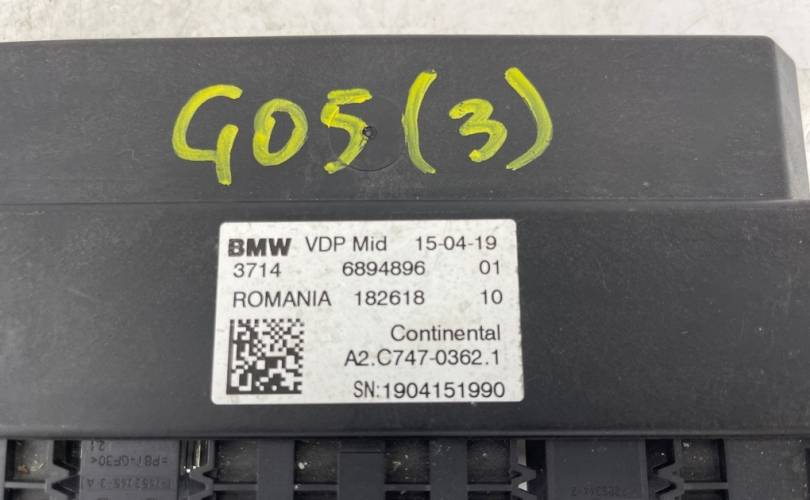 G05(3)
BMW VDP Mid 15-04-19
3714 6894896 01
ROMANIA 182618 10
Continental
A2.C747-0362.1
SN:1904151990